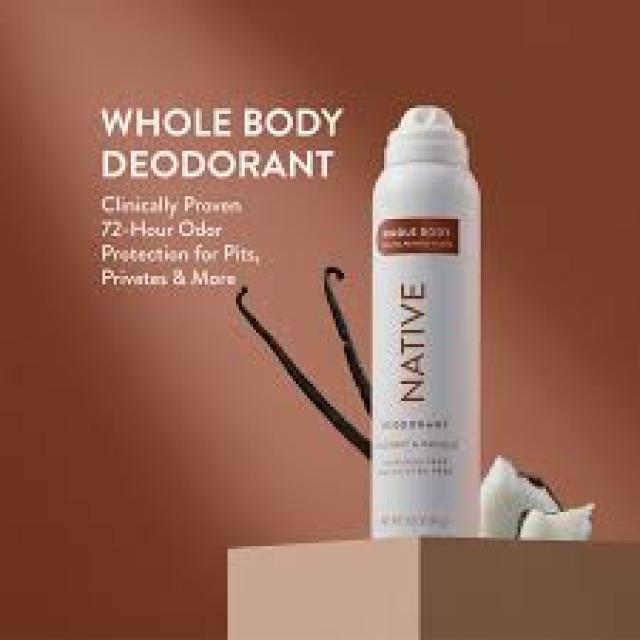 WHOLE BODY
DEODORANT
Clinically Proven
72-Hour Odor
Protection for Pits,
Privates & More
WHOLE BODY
NATIVE
DEODORANT